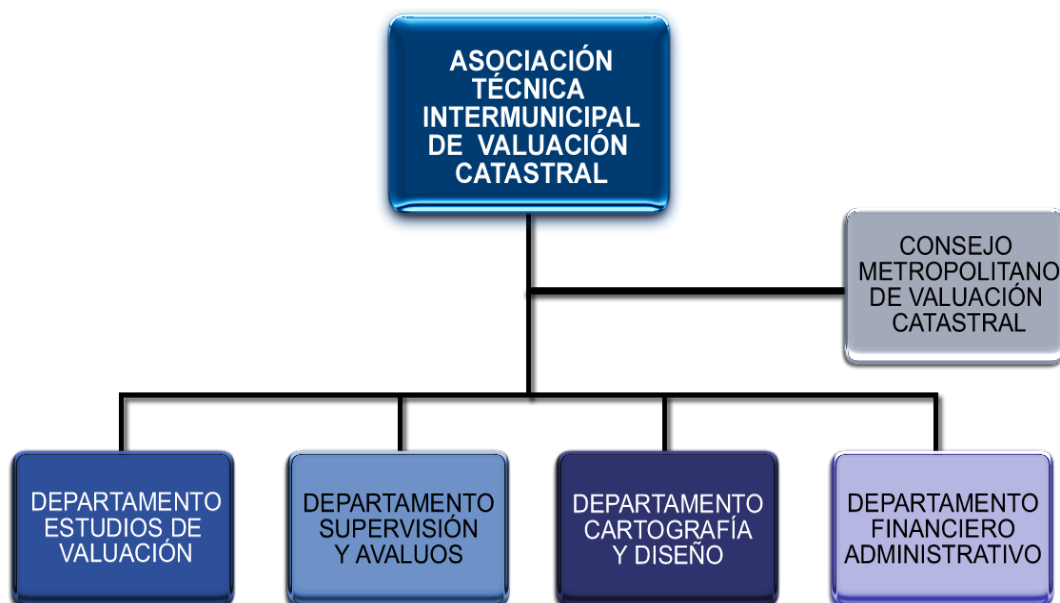 ASOCIACIÓN
TÉCNICA
INTERMUNICIPAL
DE VALUACIÓN
CATASTRAL
CONSEJO
METROPOLITANO
DE VALUACIÓN
CATASTRAL
DEPARTAMENTO
ESTUDIOS DE
VALUACIÓN
DEPARTAMENTO
SUPERVISIÓN
Y AVALUOS
DEPARTAMENTO
CARTOGRAFÍA
Y DISEÑO
DEPARTAMENTO
FINANCIERO
ADMINISTRATIVO